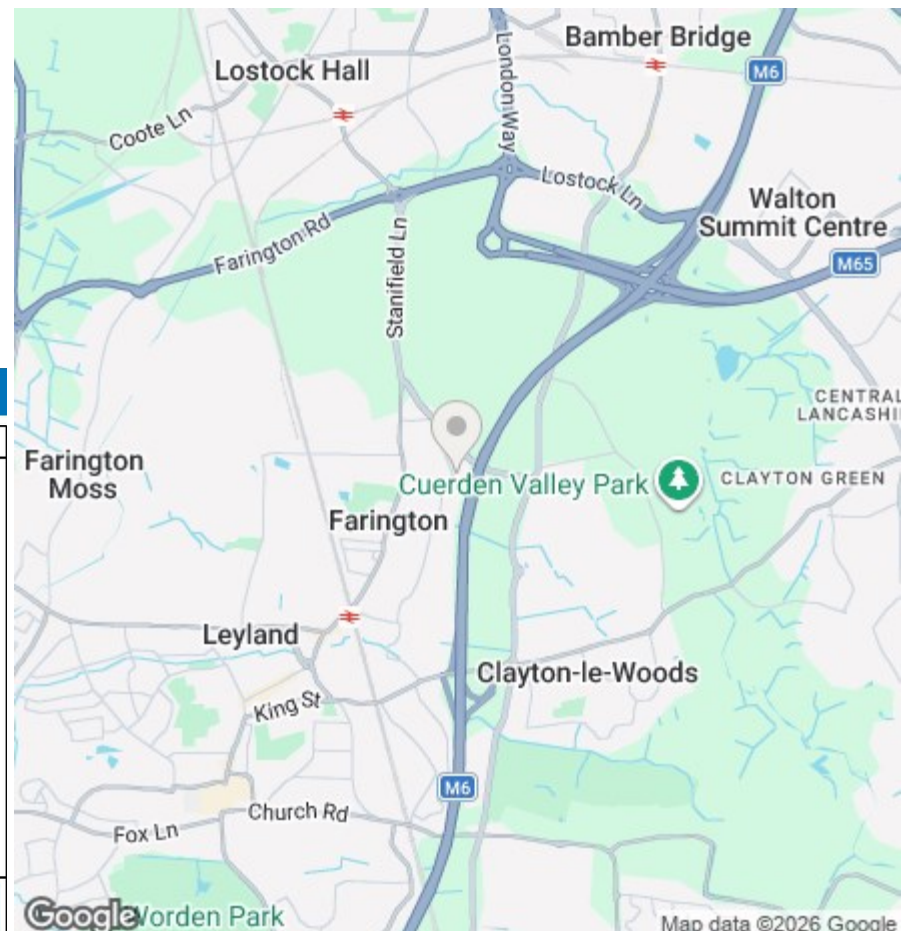 Bamber Bridge
M6
Lostock Hall
London Way
Coote Ln
Lostock Ln
Walton
Summit Centre
Farington Rd
Stanifield Ln
M65
CENTRAL
LANCASHI
Farington
Moss
Cuerden Valley Park
CLAYTON GREEN
Farington
Leyland
Clayton-le-Woods
King St
M6
Church Rd
Fox Ln
Google
Worden Park
Map data ©2026 Google